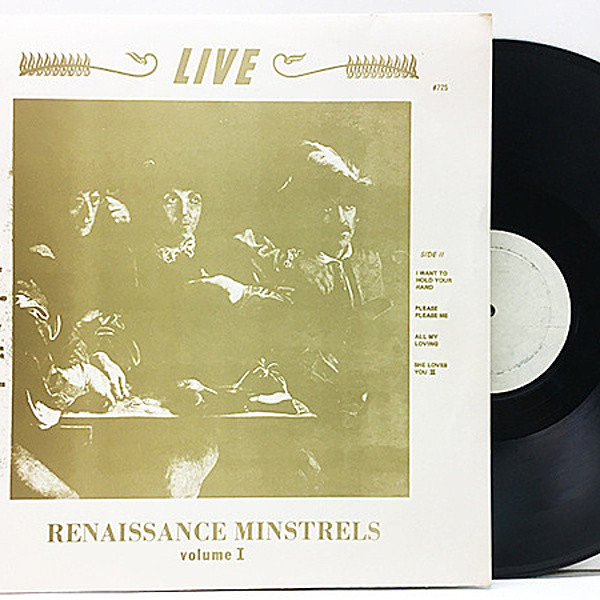 LIVE
#725
SIDE II
I WANT TO
HOLD YOUR
HAND
PLEASE
PLEASE ME
ALL MY
LOVING
SHE LOVES
YOU II
RENAISSANCE MINSTRELS
volume I